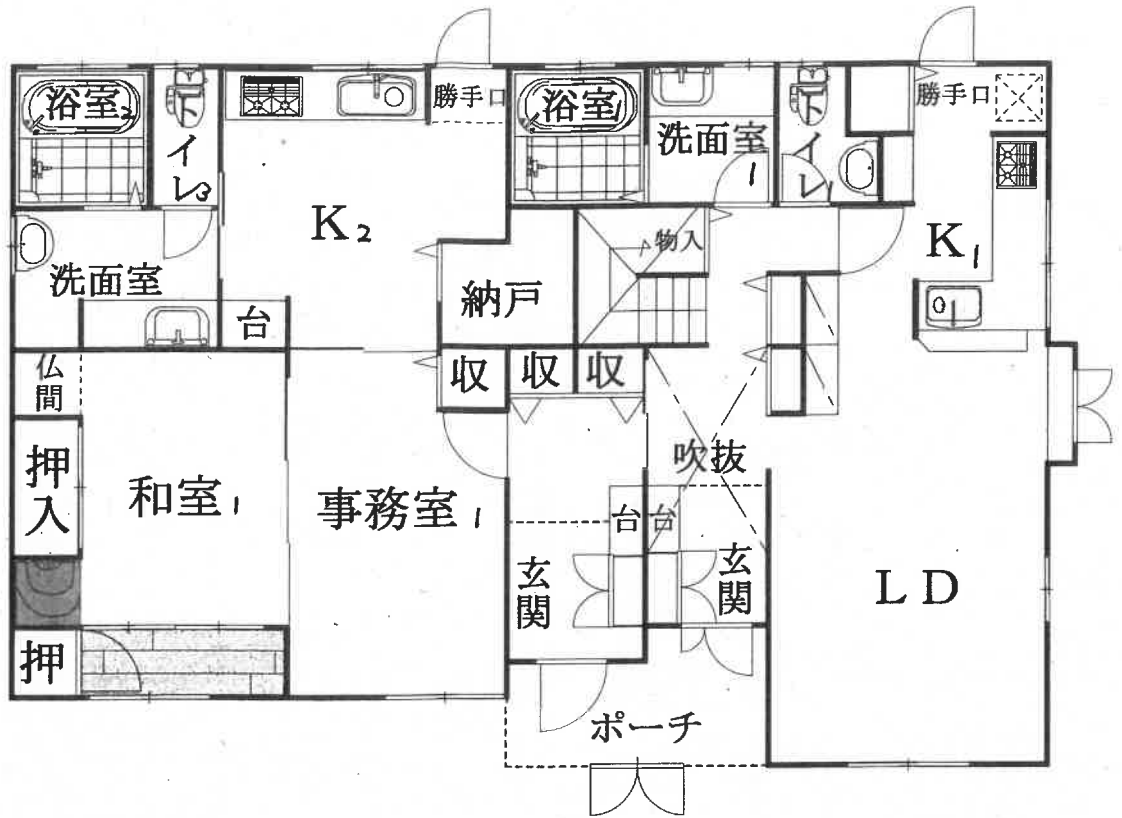 浴室2
トイレ3
勝手口
浴室1
洗面室1
トイレ1
勝手口
K2
物入
K1
洗面室
台
納戸
仏間
収
収
収
押入
和室1
事務室1
吹抜
台
台
玄関
玄関
LD
押
ポーチ